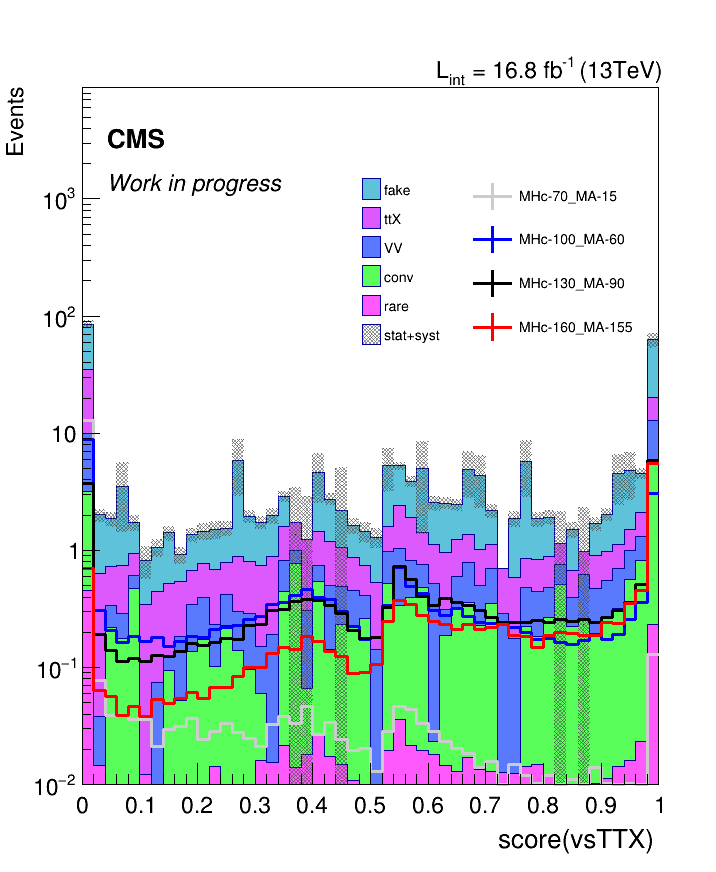 L_int = 16.8 fb^-1 (13TeV)
Events
CMS
Work in progress
fake
ttX
VV
conv
rare
stat+syst
MHc-70_MA-15
MHc-100_MA-60
MHc-130_MA-90
MHc-160_MA-155
10^3
10^2
10
1
10^-1
10^-2
0 0.1 0.2 0.3 0.4 0.5 0.6 0.7 0.8 0.9 1
score(vsTTX)